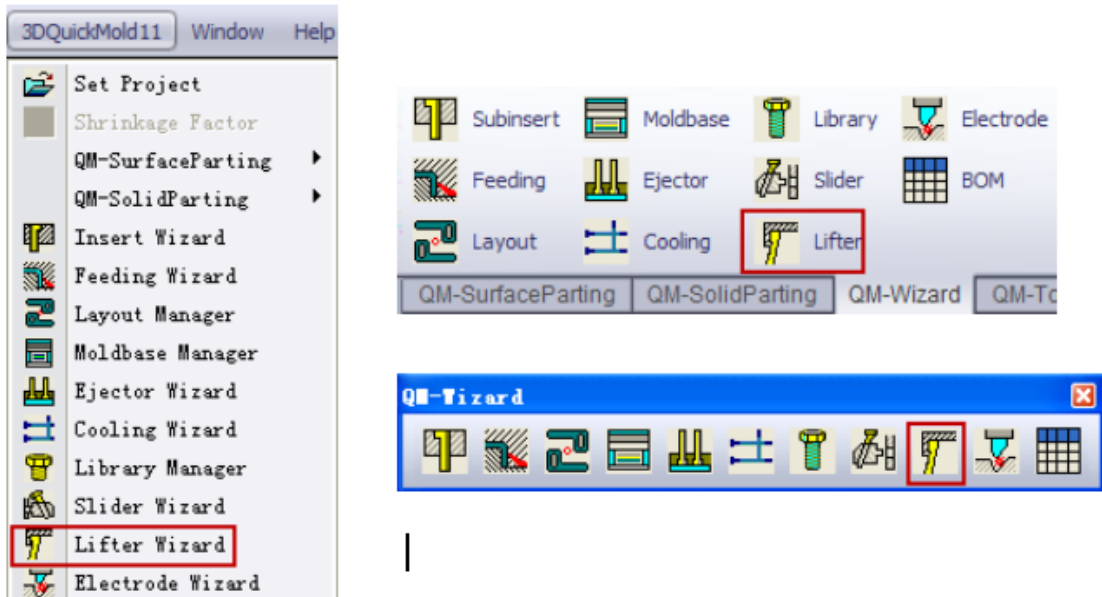 3DQuickMold11 Window Help
Set Project
Shrinkage Factor
QM-SurfaceParting
QM-SolidParting
Insert Wizard
Feeding Wizard
Layout Manager
Moldbase Manager
Ejector Wizard
Cooling Wizard
Library Manager
Slider Wizard
Lifter Wizard
Electrode Wizard
Subinsert Moldbase Library Electrode
Feeding Ejector Slider BOM
Layout Cooling Lifter
QM-SurfaceParting QM-SolidParting QM-Wizard QM-To
QM-Wizard